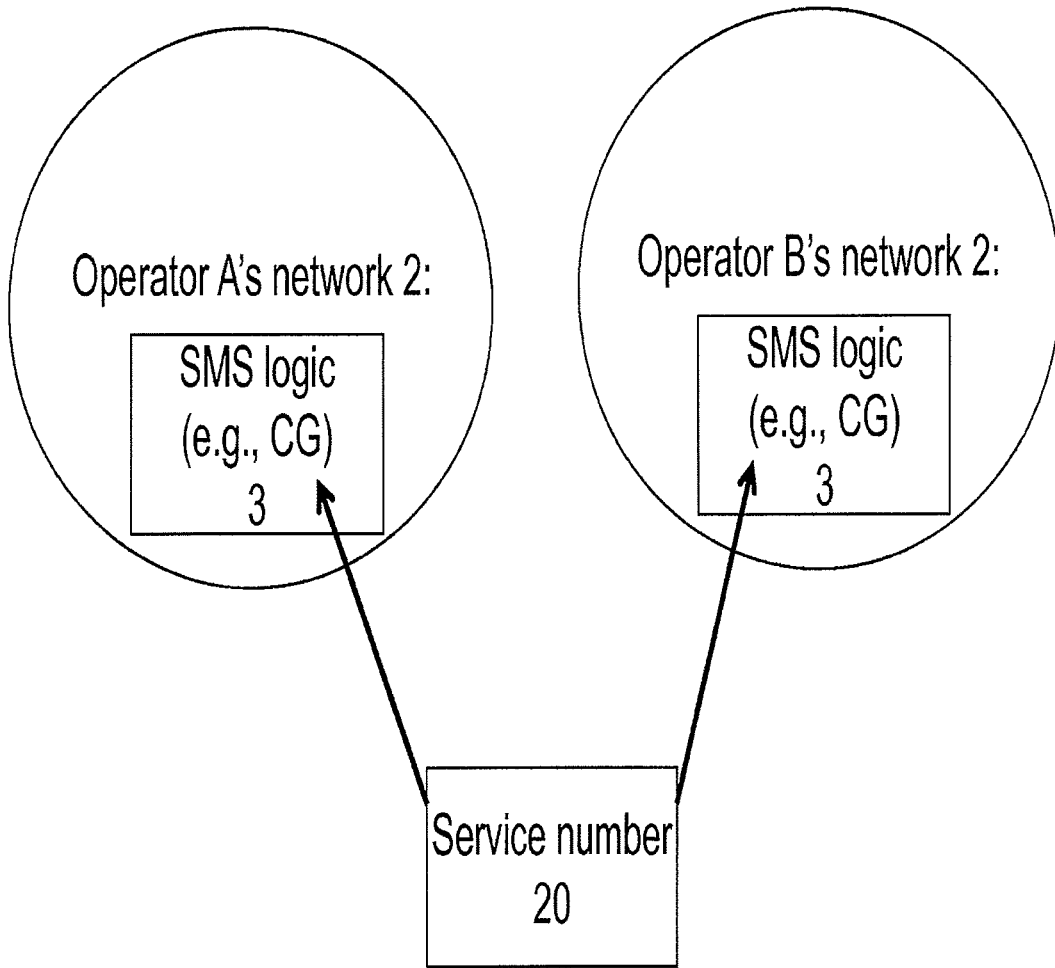 Operator A's network 2:
SMS logic
(e.g., CG)
3
Operator B's network 2:
SMS logic
(e.g., CG)
3
Service number
20